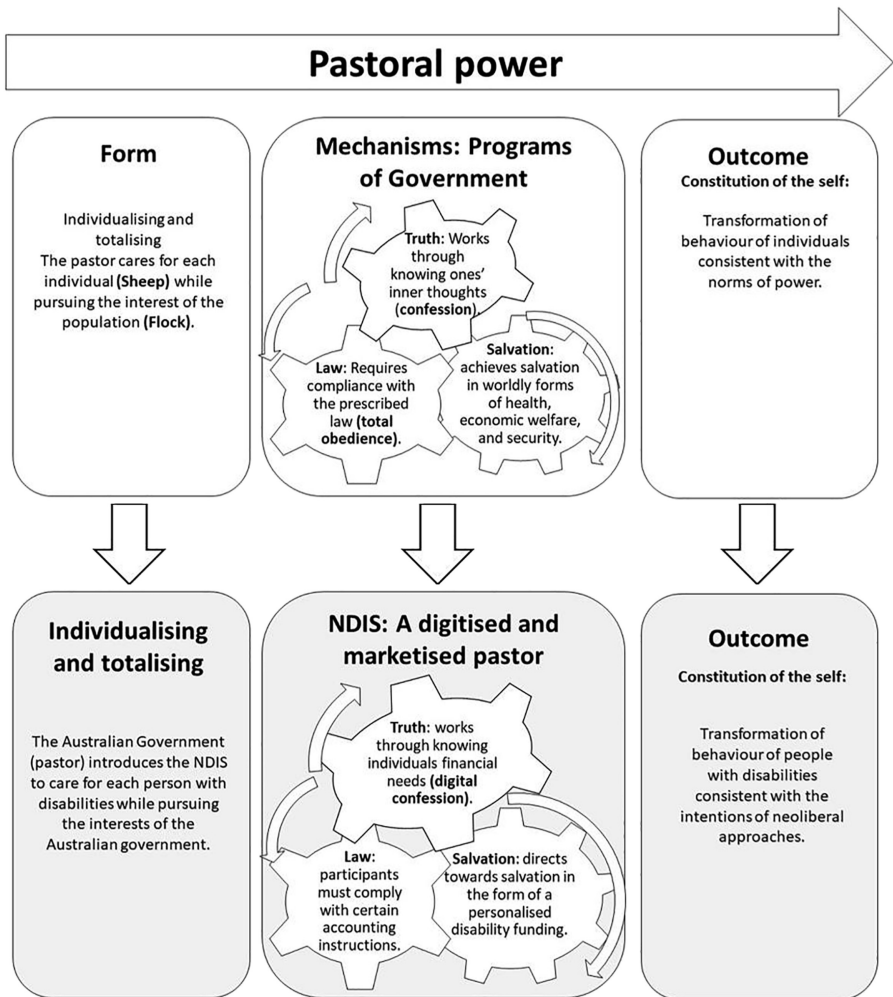 Pastoral power
Form
Individualising and
totalising
The pastor cares for each
individual (Sheep) while
pursuing the interest of the
population (Flock).
Mechanisms: Programs
of Government
Truth: Works
through
knowing ones'
inner thoughts
(confession).
Law: Requires
compliance with
the prescribed
law (total
obedience).
Salvation:
achieves salvation
in worldly forms
of health,
economic welfare,
and security.
Outcome
Constitution of the self:
Transformation of
behaviour of individuals
consistent with the
norms of power.
Individualising
and totalising
The Australian Government
(pastor) introduces the NDIS
to care for each person with
disabilities while pursuing
the interests of the
Australian government.
NDIS: A digitised and
marketised pastor
Truth: works
through knowing
individuals financial
needs (digital
confession).
Law:
participants
must comply
with certain
accounting
instructions.
Salvation: directs
towards salvation in
the form of a
personalised
disability funding.
Outcome
Constitution of the self:
Transformation of
behaviour of people
with disabilities
consistent with the
intentions of neoliberal
approaches.